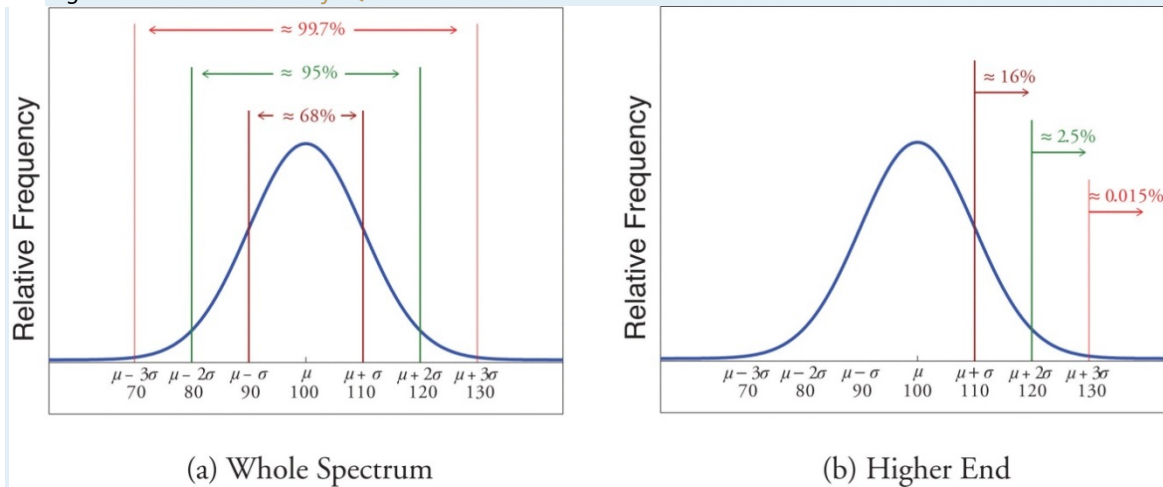 ≈ 99.7%
≈ 95%
≈ 68%
Relative Frequency
μ − 3σ μ − 2σ μ − σ μ μ + σ μ + 2σ μ + 3σ
70 80 90 100 110 120 130
(a) Whole Spectrum
≈ 16%
≈ 2.5%
≈ 0.015%
Relative Frequency
μ − 3σ μ − 2σ μ − σ μ μ + σ μ + 2σ μ + 3σ
70 80 90 100 110 120 130
(b) Higher End